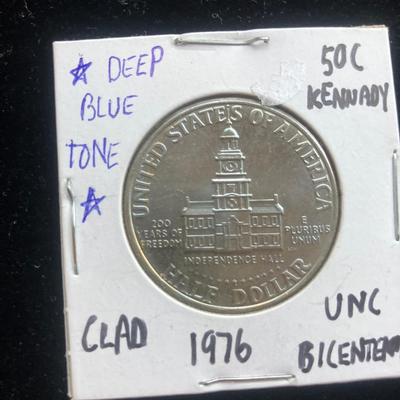 ☆ DEEP
BLUE
TONE
☆
50C
KENNADY
UNITED STATES OF AMERICA
200
YEARS OF
FREEDOM
E
PLURIBUS
UNUM
INDEPENDENCE HALL
HALF DOLLAR
CLAD
1976
UNC
BICENTENN